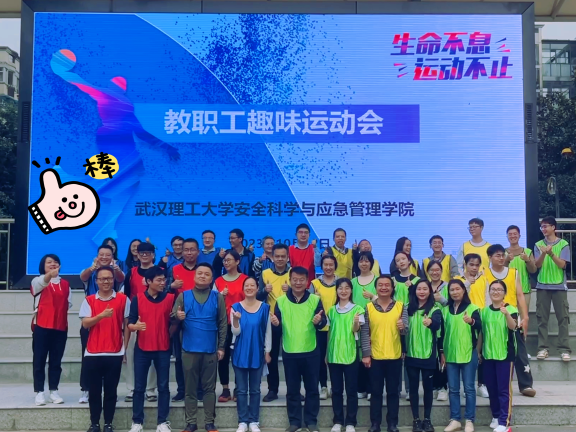 生命不息
运动不止
教职工趣味运动会
棒
武汉理工大学安全科学与应急管理学院